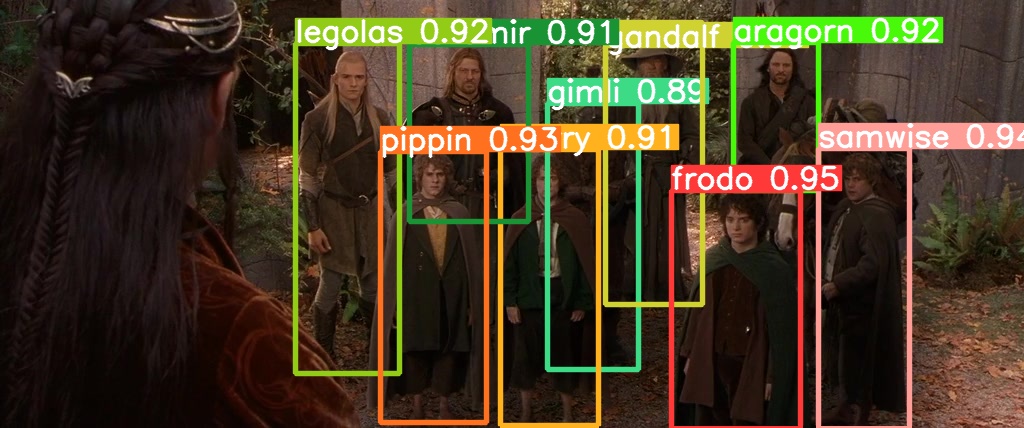 legolas 0.92
nir 0.91
gandalf
aragorn 0.92
gimli 0.89
pippin 0.93
ry 0.91
samwise 0.94
frodo 0.95